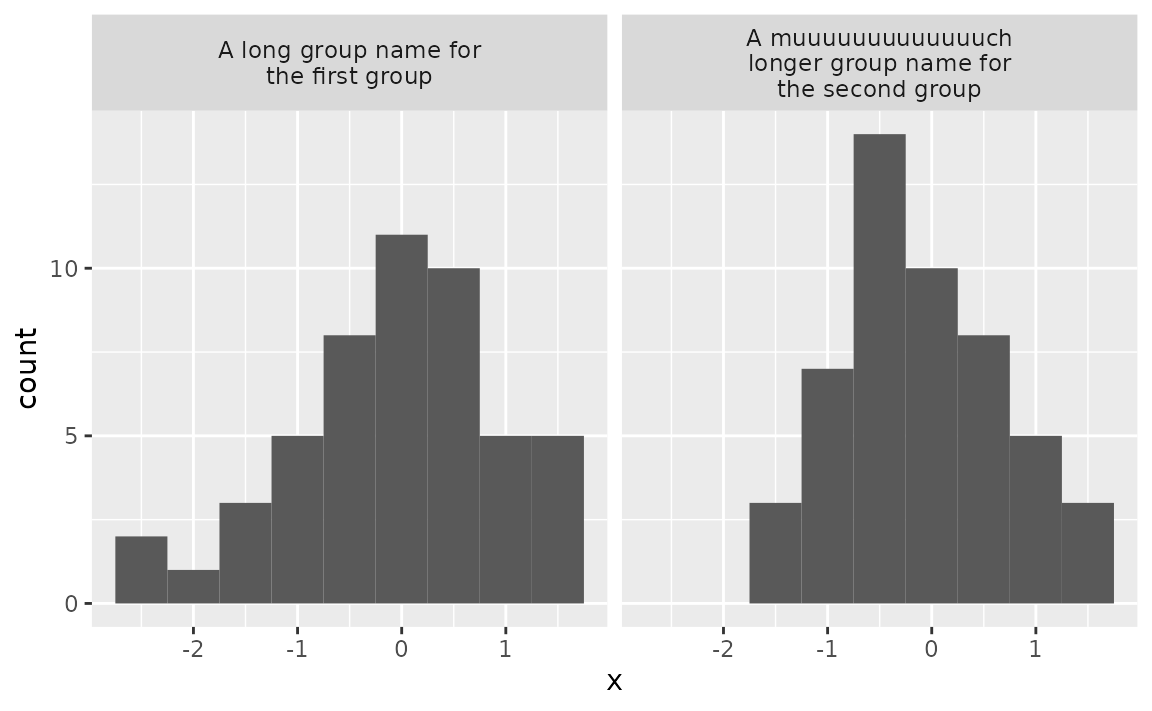 A long group name for
the first group
A muuuuuuuuuuuuuch
longer group name for
the second group
count
10
5
0
-2 -1 0 1
-2 -1 0 1
x